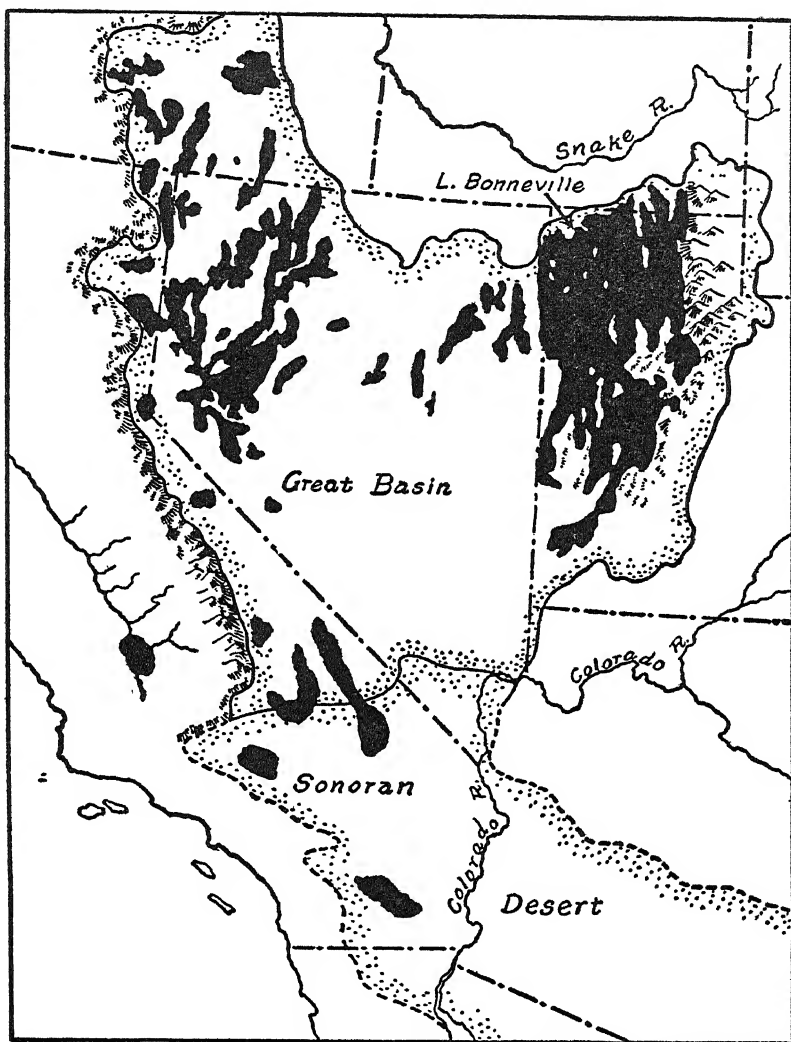 Snake R.
L. Bonneville
Great Basin
Colorado R.
Sonoran
Colorado R.
Desert